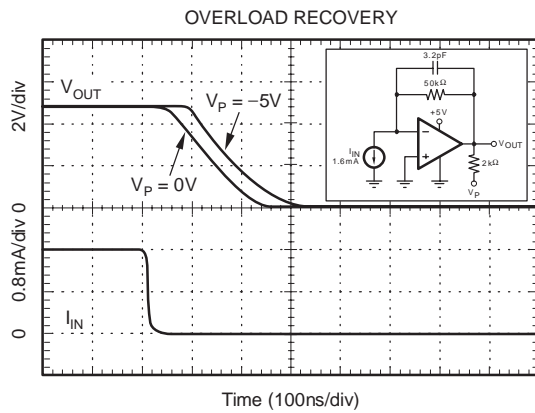 OVERLOAD RECOVERY
2V/div
V_OUT
V_P = −5V
V_P = 0V
3.2pF
50kΩ
+5V
I_IN
1.6mA
−
+
V_OUT
2kΩ
V_P
0
0.8mA/div
0
I_IN
Time (100ns/div)